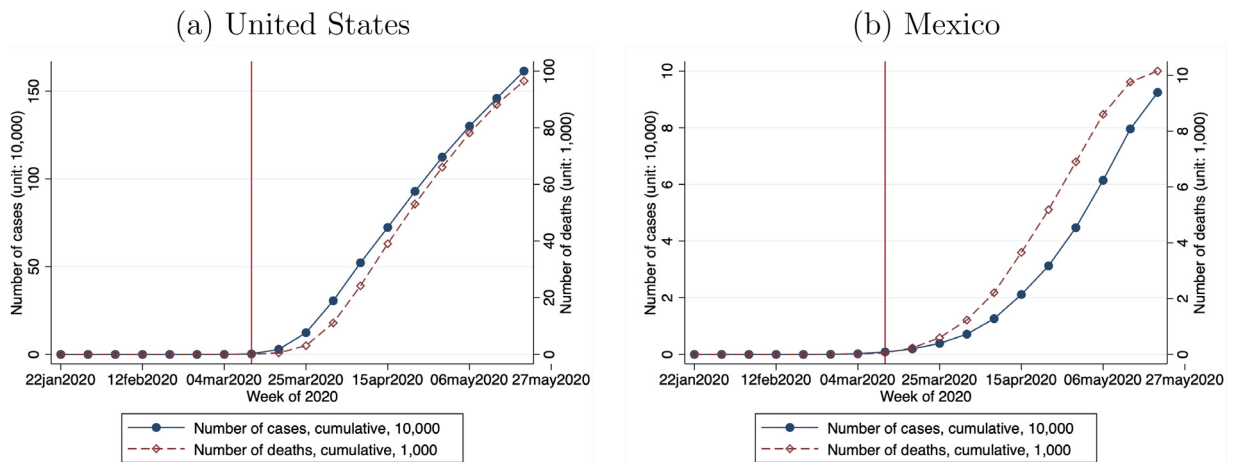 (a) United States
Number of cases (unit: 10,000)
0
50
100
150
Number of deaths (unit: 1,000)
0
20
40
60
80
100
22jan2020 12feb2020 04mar2020 25mar2020 15apr2020 06may2020 27may2020
Week of 2020
Number of cases, cumulative, 10,000
Number of deaths, cumulative, 1,000
(b) Mexico
Number of cases (unit: 10,000)
0
2
4
6
8
10
Number of deaths (unit: 1,000)
0
2
4
6
8
10
22jan2020 12feb2020 04mar2020 25mar2020 15apr2020 06may2020 27may2020
Week of 2020
Number of cases, cumulative, 10,000
Number of deaths, cumulative, 1,000